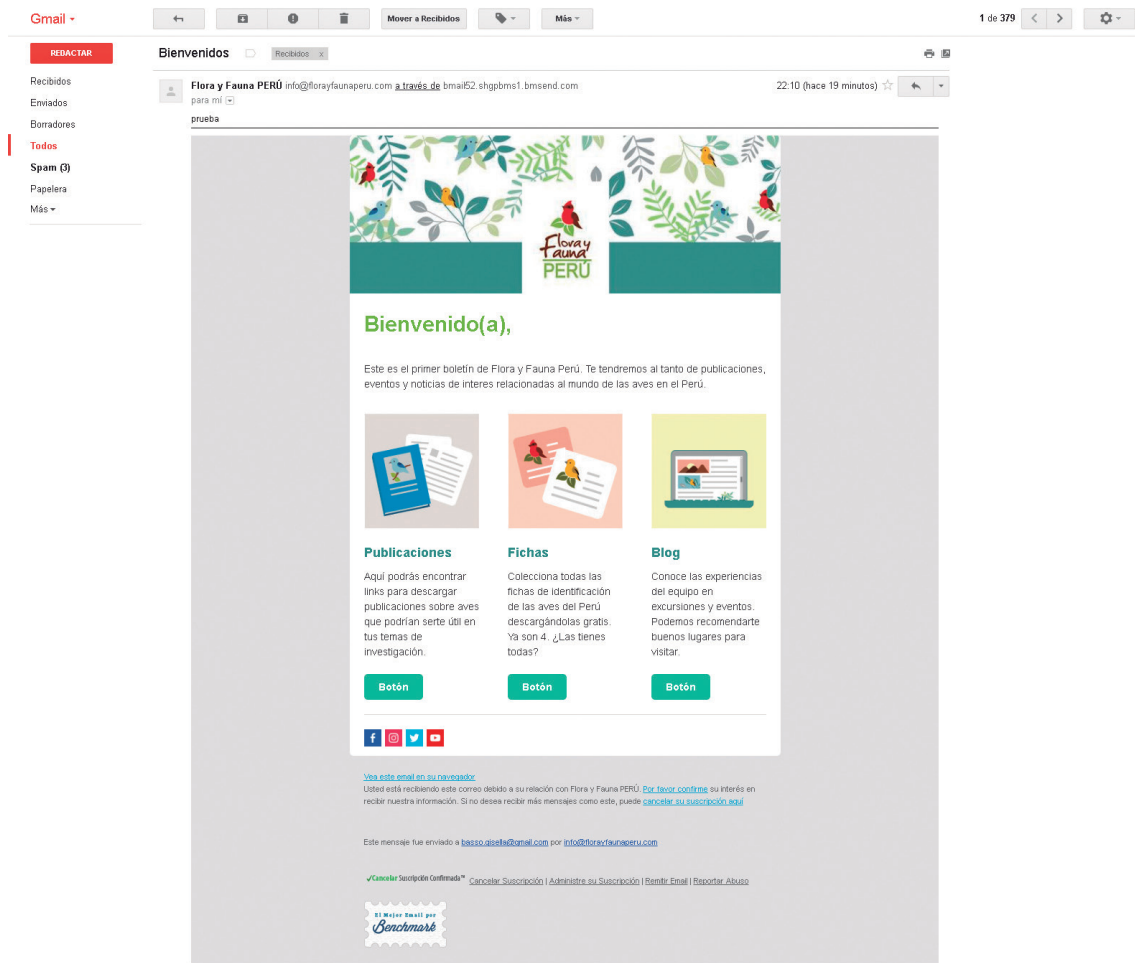 Gmail
Mover a Recibidos
Más
1 de 379
REDACTAR
Bienvenidos
Recibidos x
Recibidos
Enviados
Borradores
Todos
Spam (3)
Papelera
Más
Flora y Fauna PERÚ info@florayfaunaperu.com a través de bmail52.shgpbms1.bmsend.com
22:10 (hace 19 minutos)
para mí
prueba
Flora y
Fauna
PERÚ
Bienvenido(a),
Este es el primer boletín de Flora y Fauna Perú. Te tendremos al tanto de publicaciones,
eventos y noticias de interes relacionadas al mundo de las aves en el Perú.
Publicaciones
Aquí podrás encontrar
links para descargar
publicaciones sobre aves
que podrían serte útil en
tus temas de
investigación.
Botón
Fichas
Colecciona todas las
fichas de identificación
de las aves del Perú
descargándolas gratis.
Ya son 4. ¿Las tienes
todas?
Botón
Blog
Conoce las experiencias
del equipo en
excursiones y eventos.
Podemos recomendarte
buenos lugares para
visitar.
Botón
Vea este email en su navegador
Usted está recibiendo este correo debido a su relación con Flora y Fauna PERÚ. Por favor confirme su interés en
recibir nuestra información. Si no desea recibir más mensajes como este, puede cancelar su suscripción aquí
Este mensaje fue enviado a basso.gisella@gmail.com por info@florayfaunaperu.com
Cancelar Suscripción Confirmada™ Cancelar Suscripción | Administre su Suscripción | Remitir Email | Reportar Abuso
El Mejor Email por
Benchmark